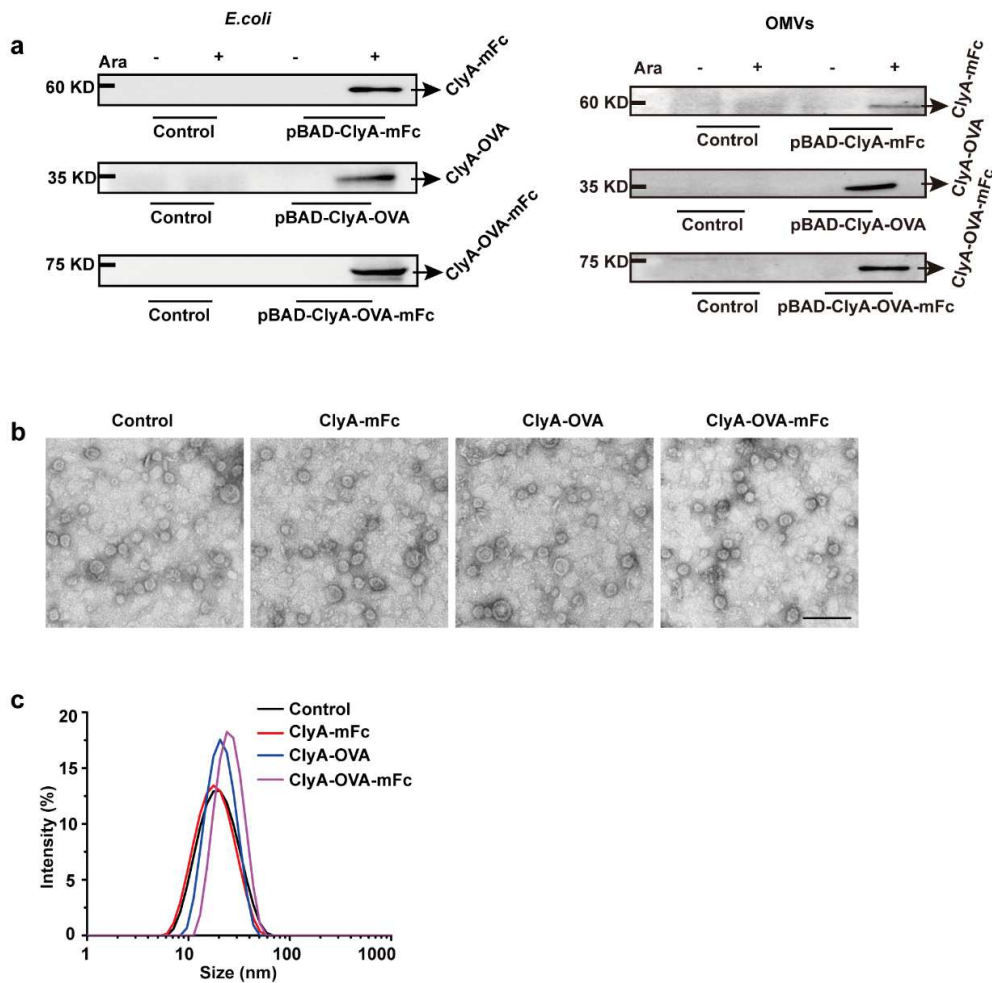 E.coli
OMVs
a
Ara - + - +
60 KD
ClyA-mFc
Control pBAD-ClyA-mFc
35 KD
ClyA-OVA
Control pBAD-ClyA-OVA
75 KD
ClyA-OVA-mFc
Control pBAD-ClyA-OVA-mFc
Ara - + - +
60 KD
ClyA-mFc
Control pBAD-ClyA-mFc
35 KD
ClyA-OVA
Control pBAD-ClyA-OVA
75 KD
ClyA-OVA-mFc
Control pBAD-ClyA-OVA-mFc
b
Control ClyA-mFc ClyA-OVA ClyA-OVA-mFc
c
Control
ClyA-mFc
ClyA-OVA
ClyA-OVA-mFc
Intensity (%)
20
15
10
5
0
1 10 100 1000
Size (nm)